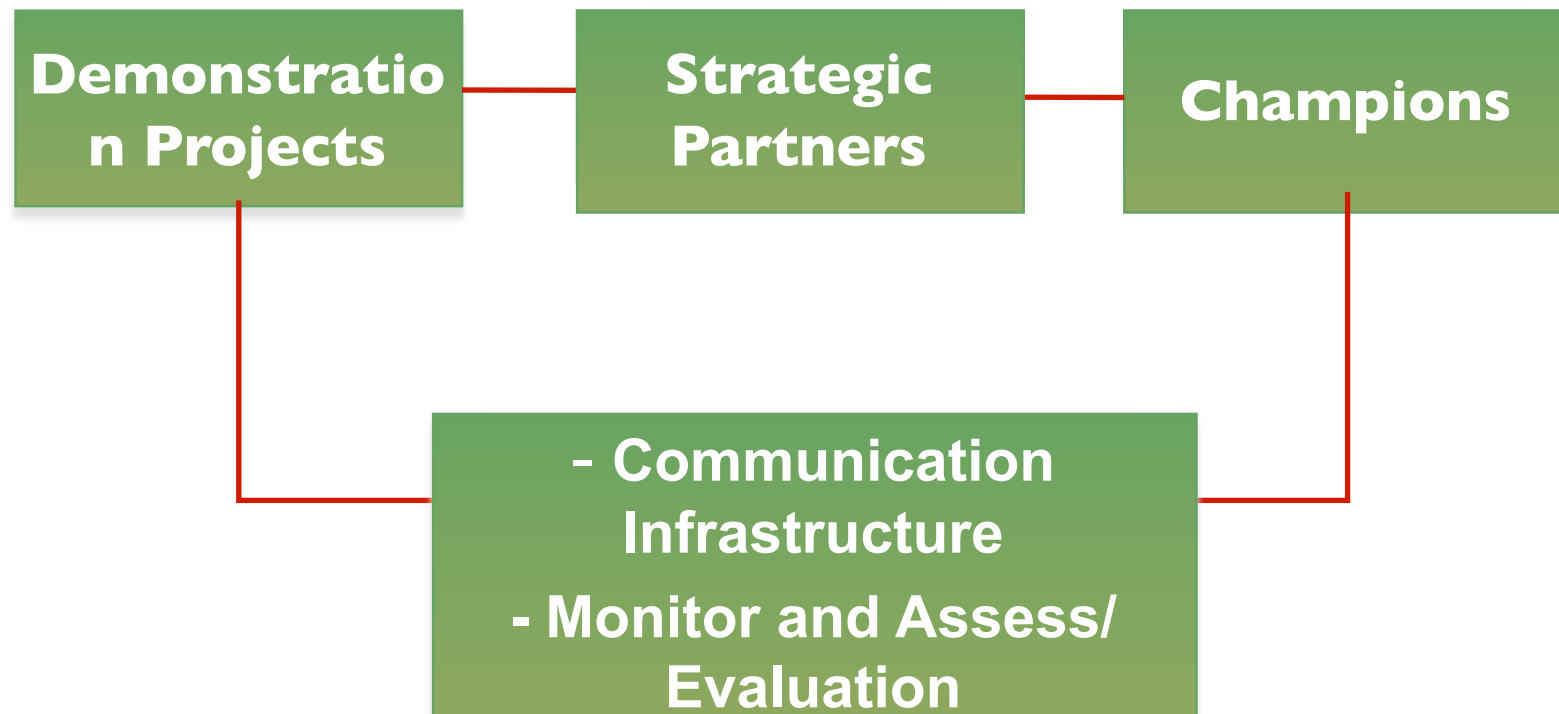 Demonstratio
n Projects
Strategic
Partners
Champions
- Communication
Infrastructure
- Monitor and Assess/
Evaluation